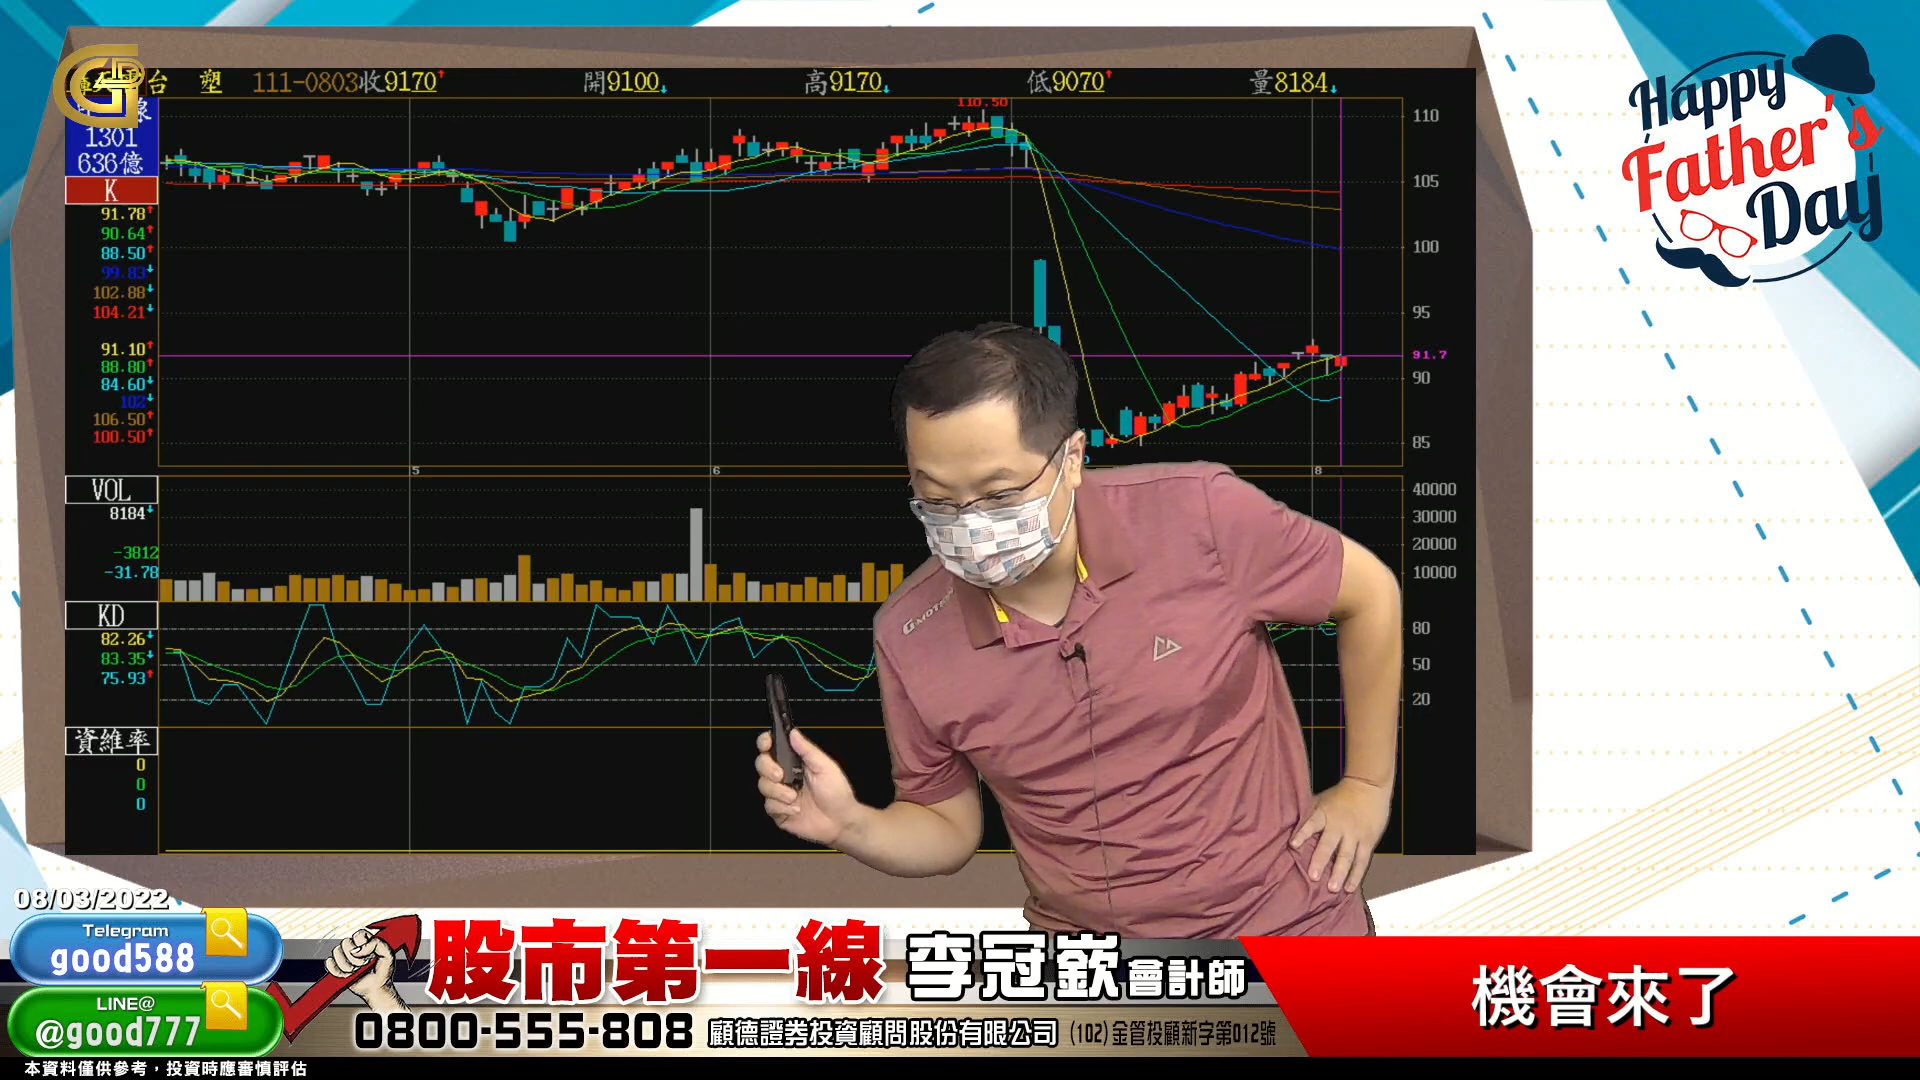 台 塑 111-0803收9170↑ 開9100↓ 高9170↓ 低9070↑ 量8184↓
線
1301
636億
K
91.78↑
90.64↑
88.50↑
99.83↓
102.88↓
104.21↓
91.10↑
88.80↑
84.60↓
102↓
106.50↑
100.50↑
110.50
110
105
100
95
91.7
90
85
5
6
8
VOL
8184↓
-3812
-31.78
40000
30000
20000
10000
KD
82.26↓
83.35↓
75.93↑
80
50
20
資維率
0
0
0
Happy
Father's
Day
G-MOTION
08/03/2022
Telegram
good588
LINE@
@good777
股市第一線 李冠嶔 會計師
0800-555-808 顧德證券投資顧問股份有限公司 (102)金管投顧新字第012號
機會來了
本資料僅供參考，投資時應審慎評估